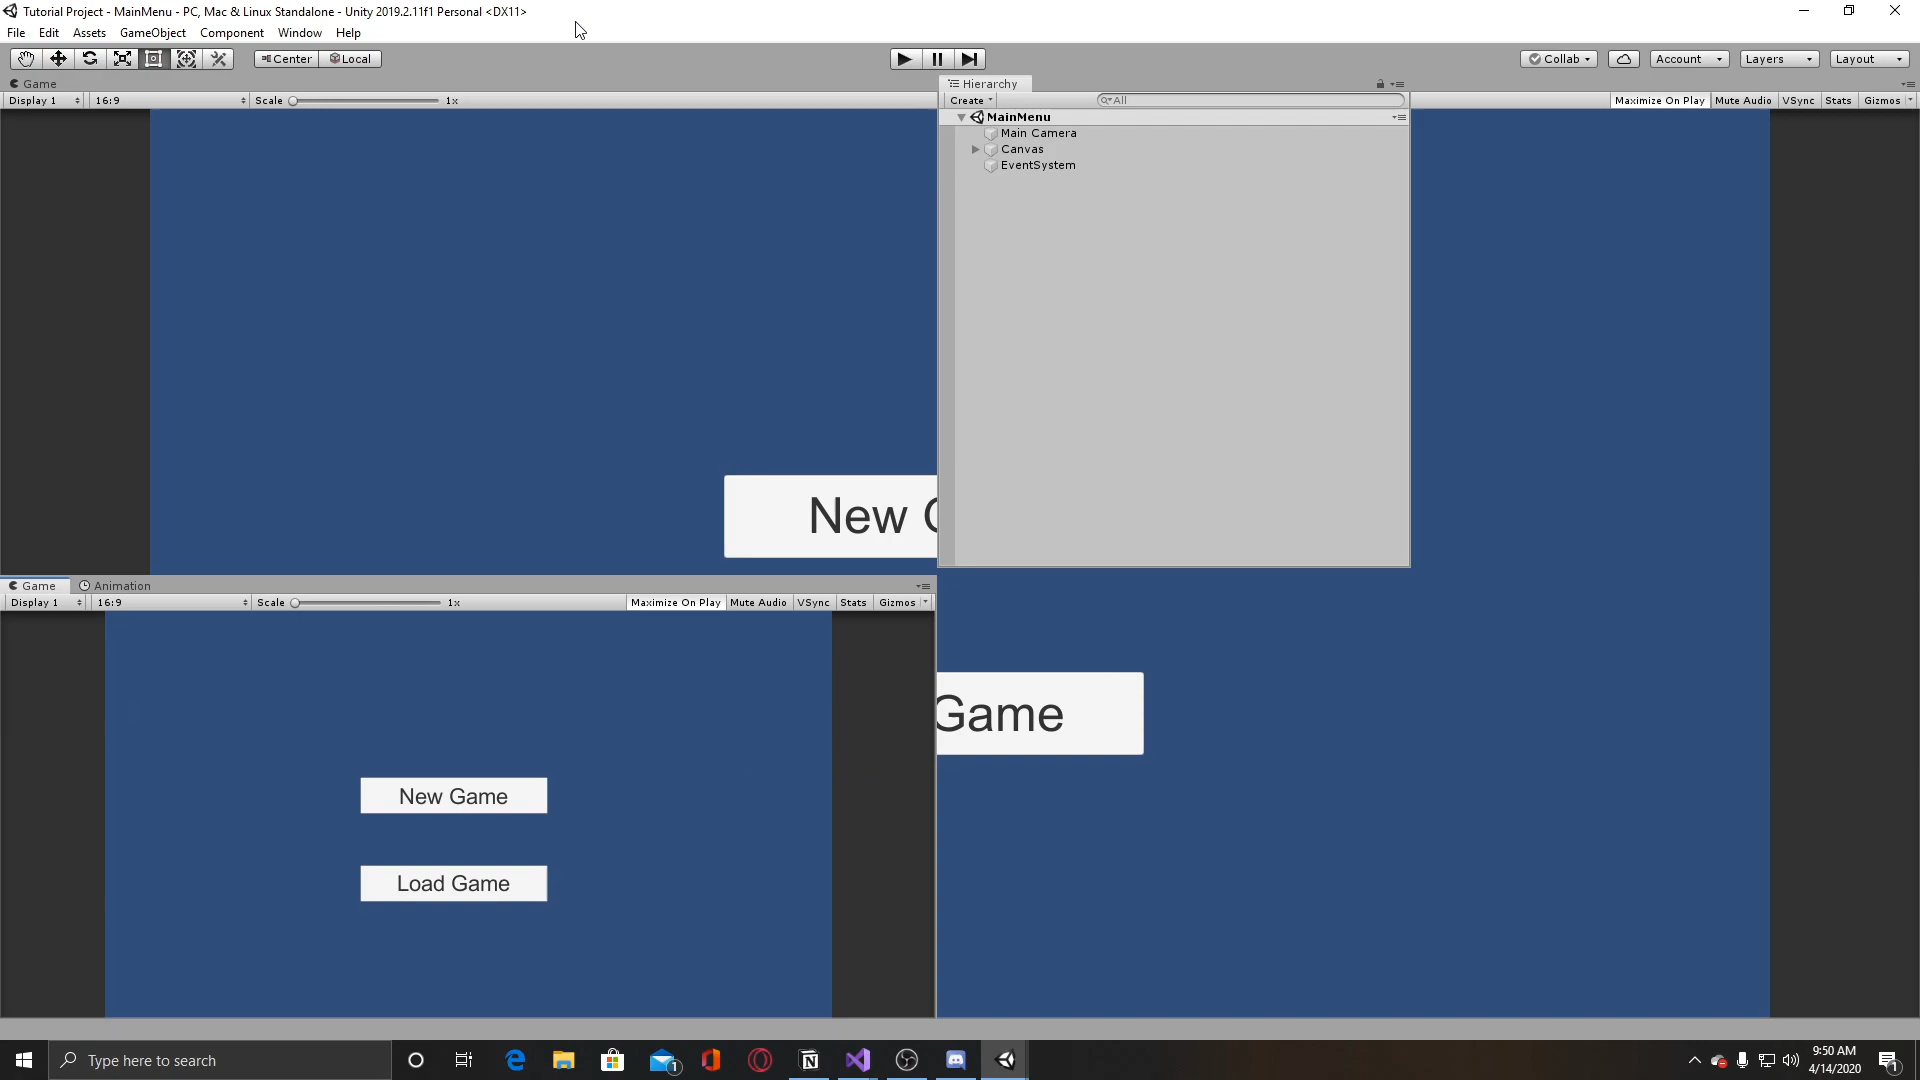 Tutorial Project - MainMenu - PC, Mac & Linux Standalone - Unity 2019.2.11f1 Personal <DX11>
File Edit Assets GameObject Component Window Help
Center Local Collab Account Layers Layout
Game
Display 1 16:9 Scale 1x
Maximize On Play Mute Audio VSync Stats Gizmos
Hierarchy
Create All
MainMenu
Main Camera
Canvas
EventSystem
New
Game
Game Animation
Display 1 16:9 Scale 1x Maximize On Play Mute Audio VSync Stats Gizmos
New Game
Load Game
Type here to search
1
9:50 AM
4/14/2020
1